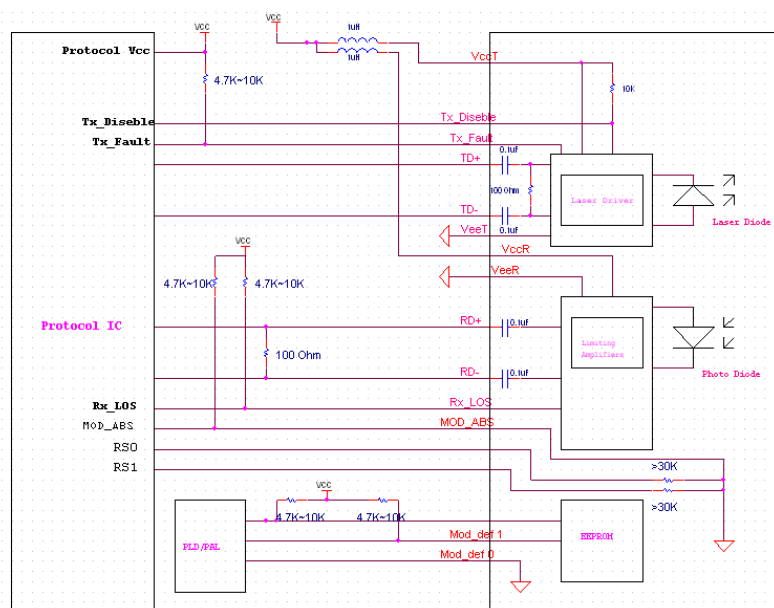 VCC
VCC
1uH
1uH
Protocol Vcc
VccT
4.7K~10K
10K
Tx_Diseble
Tx_Diseble
Tx_Fault
Tx_Fault
TD+
0.1uf
100 Ohm
Laser Driver
TD-
0.1uf
Laser Diode
VeeT
VCC
VccR
VeeR
4.7K~10K
4.7K~10K
Protocol IC
RD+
0.1uf
100 Ohm
Limiting
Amplifiers
RD-
0.1uf
Photo Diode
Rx_LOS
Rx_LOS
MOD_ABS
MOD_ABS
RS0
RS1
>30K
>30K
VCC
4.7K~10K
4.7K~10K
PLD/PAL
Mod_def 1
EEPROM
Mod_def 0